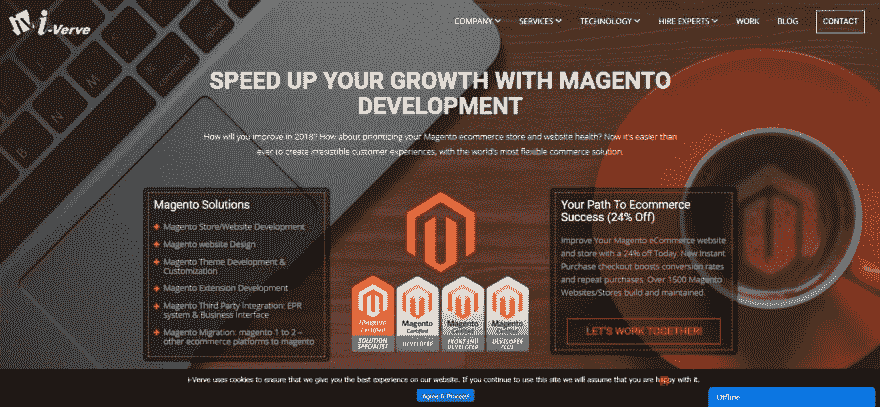 i-Verve
COMPANY SERVICES TECHNOLOGY HIRE EXPERTS WORK BLOG CONTACT
SPEED UP YOUR GROWTH WITH MAGENTO
DEVELOPMENT
How will you improve in 2018? How about prioritizing your Magento ecommerce store and website health? Now it's easier than
ever to create irresistible customer experiences, with the world's most flexible commerce solution.
Magento Solutions
Magento Store/Website Development
Magento website Design
Magento Theme Development &
Customization
Magento Extension Development
Magento Third Party Integration: EPR
system & Business Interface
Magento Migration: magento 1 to 2 –
other ecommerce platforms to magento
Magento
Certified
SOLUTION
SPECIALIST
Magento
Certified
DEVELOPER
Magento
Certified
FRONT END
DEVELOPER
Magento
Certified
DEVELOPER
PLUS
Your Path To Ecommerce
Success (24% Off)
Improve Your Magento eCommerce website
and store with a 24% off Today. New Instant
Purchase checkout boosts conversion rates
and repeat purchases. Over 1500 Magento
Websites/Stores build and maintained.
LET'S WORK TOGETHER!
i-Verve uses cookies to ensure that we give you the best experience on our website. If you continue to use this site we will assume that you are happy with it.
Agree & Proceed
Offline